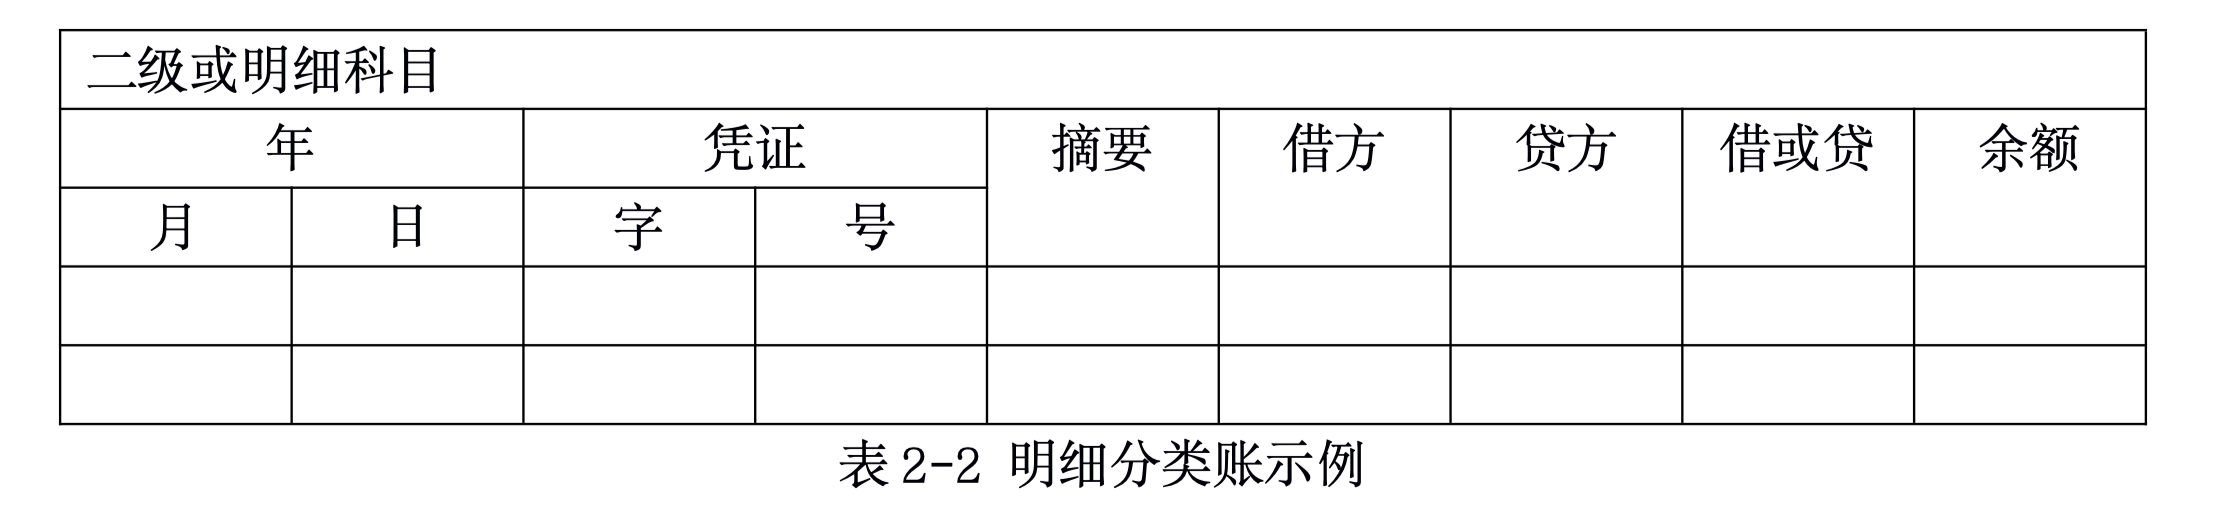 二级或明细科目
年 凭证 摘要 借方 贷方 借或贷 余额
月 日 字 号
表2-2 明细分类账示例